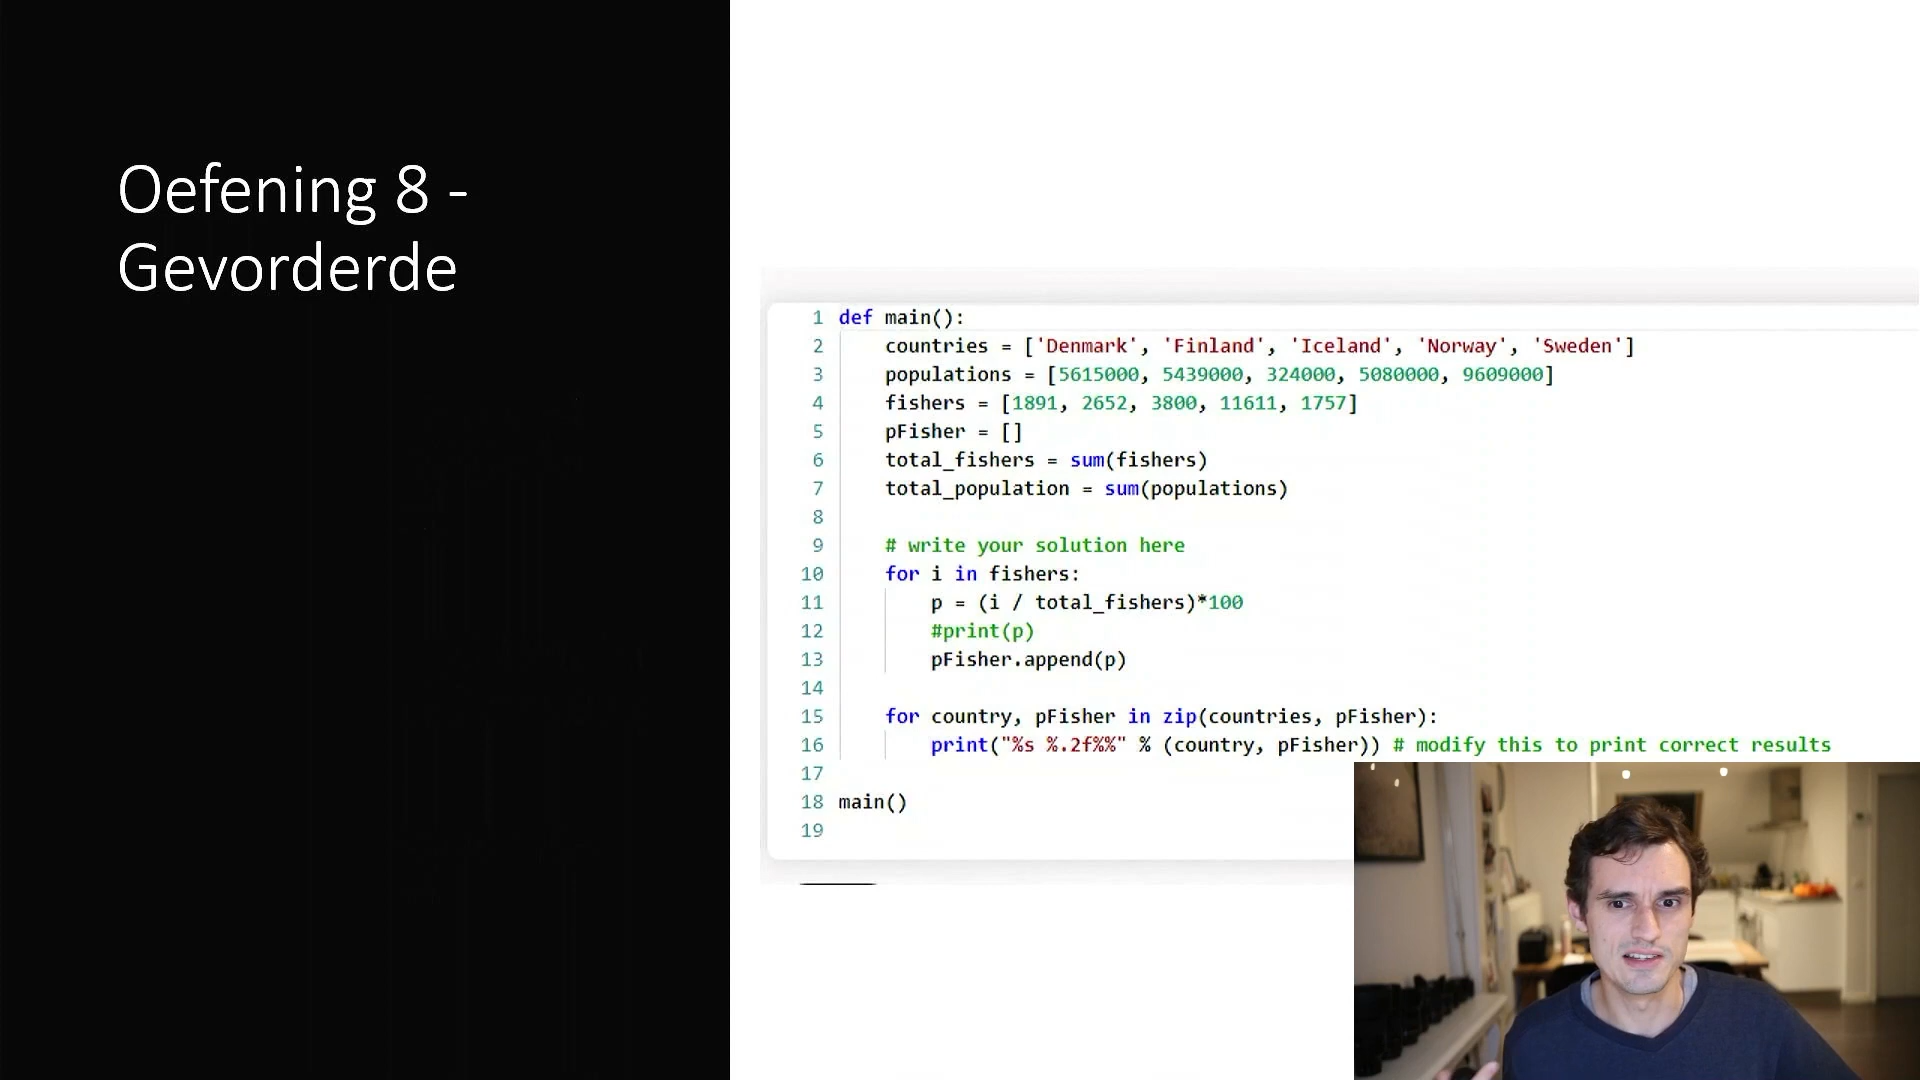 Oefening 8 -
Gevorderde
1 def main():
2 countries = ['Denmark', 'Finland', 'Iceland', 'Norway', 'Sweden']
3 populations = [5615000, 5439000, 324000, 5080000, 9609000]
4 fishers = [1891, 2652, 3800, 11611, 1757]
5 pFisher = []
6 total_fishers = sum(fishers)
7 total_population = sum(populations)
8
9 # write your solution here
10 for i in fishers:
11 p = (i / total_fishers)*100
12 #print(p)
13 pFisher.append(p)
14
15 for country, pFisher in zip(countries, pFisher):
16 print("%s %.2f%%" % (country, pFisher)) # modify this to print correct results
17
18 main()
19